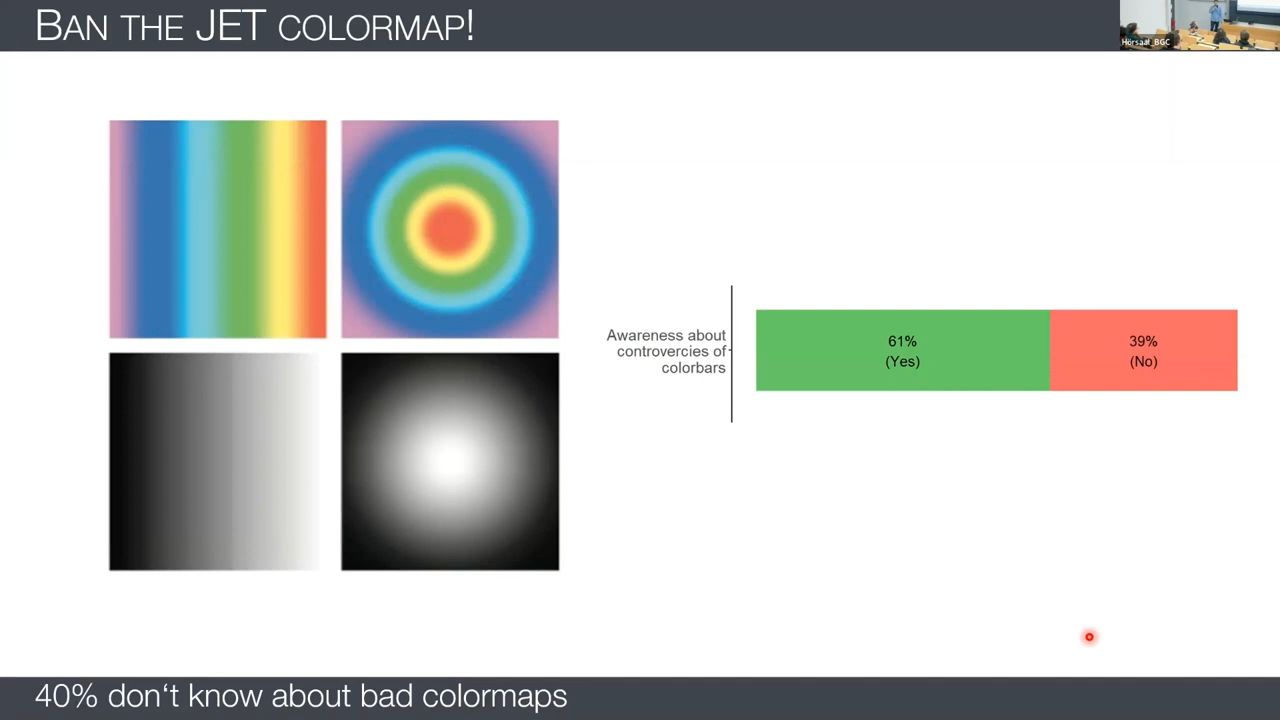 BAN THE JET COLORMAP!
Hörsaal_BGC
Awareness about
controvercies of
colorbars
61%
(Yes)
39%
(No)
40% don't know about bad colormaps